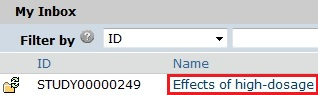 My Inbox
Filter by ? ID
ID Name
STUDY00000249 Effects of high-dosage